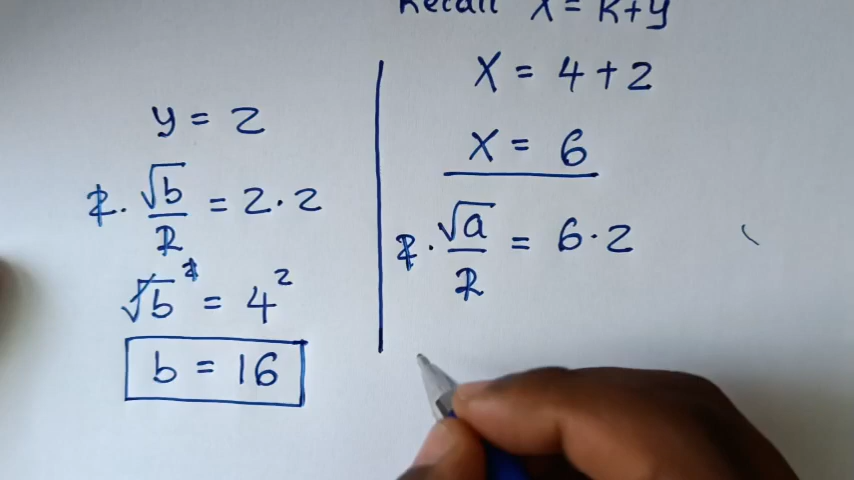 y = 2
2 · √b/2 = 2 · 2
√b² = 4²
b = 16
Recall x = k + y
x = 4 + 2
x = 6
2 · √a/2 = 6 · 2